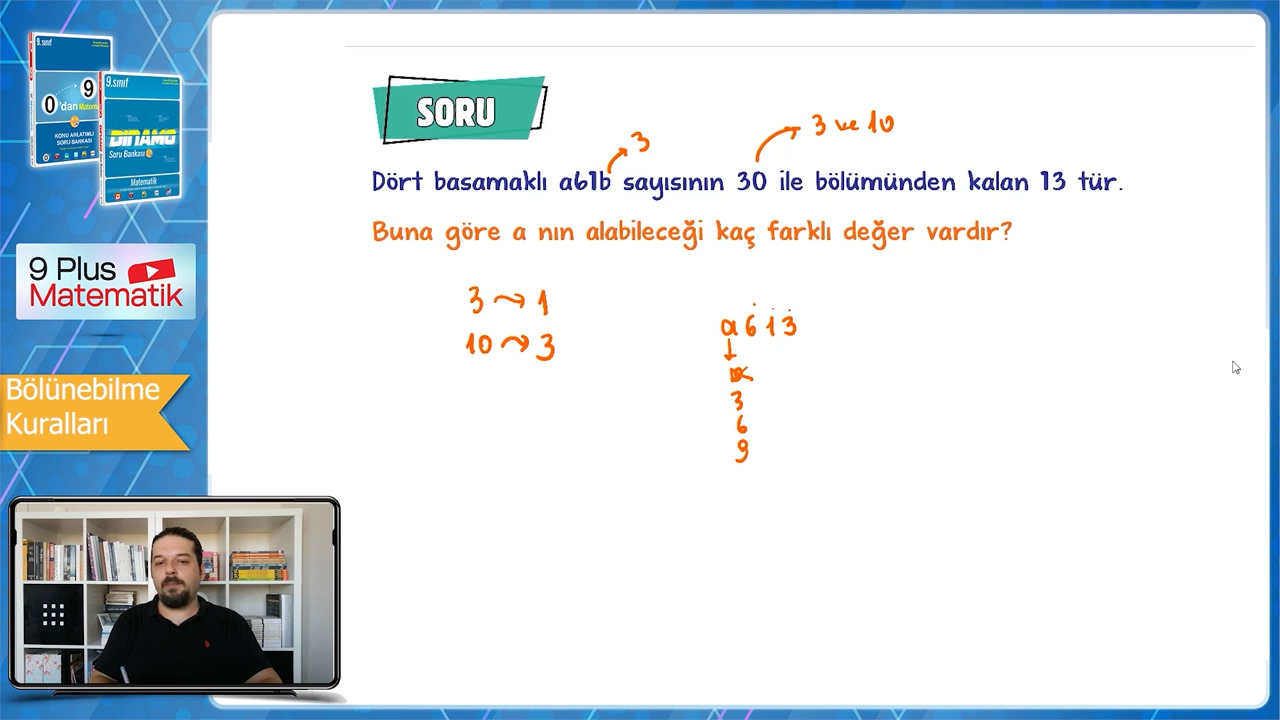 9.sınıf
0'dan
9
KONU ANLATIMLI
SORU BANKASI
9.sınıf
DINAMO
Soru Bankası
Matematik
9 Plus
Matematik
Bölünebilme
Kuralları
SORU
3
3 ve 10
Dört basamaklı a61b sayısının 30 ile bölümünden kalan 13 tür.
Buna göre a nın alabileceği kaç farklı değer vardır?
3 → 1
10 → 3
a 6 1 3
3
6
9